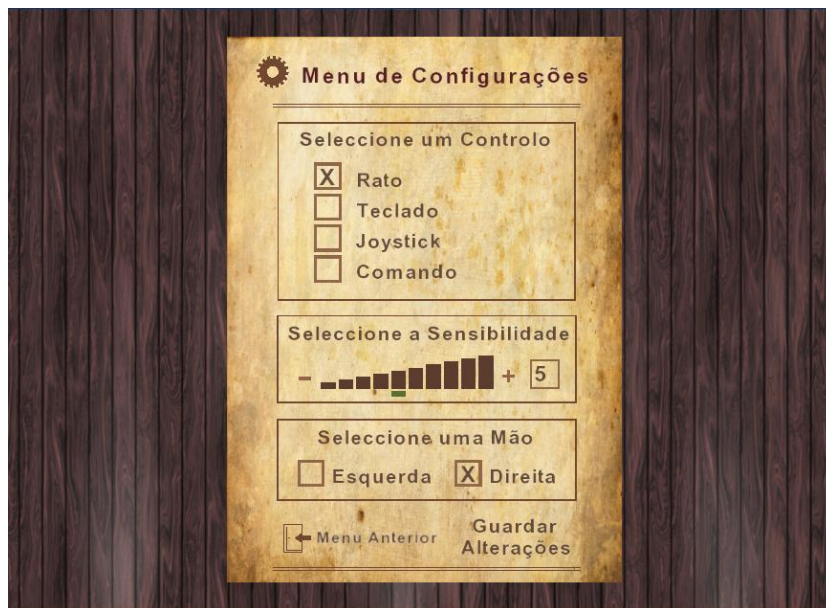 Menu de Configurações
Seleccione um Controlo
X Rato
Teclado
Joystick
Comando
Seleccione a Sensibilidade
- + 5
Seleccione uma Mão
Esquerda X Direita
Menu Anterior
Guardar
Alterações